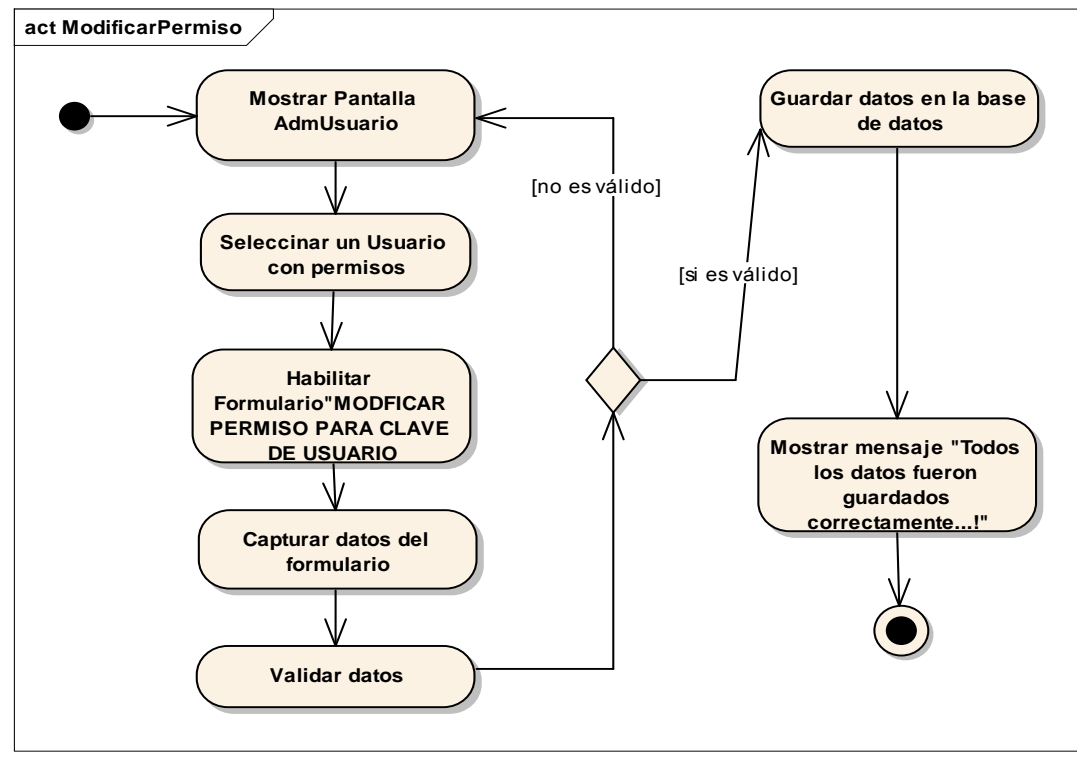 act ModificarPermiso
Mostrar Pantalla
AdmUsuario
Seleccinar un Usuario
con permisos
Habilitar
Formulario"MODFICAR
PERMISO PARA CLAVE
DE USUARIO
Capturar datos del
formulario
Validar datos
[no es válido]
[si es válido]
Guardar datos en la base
de datos
Mostrar mensaje "Todos
los datos fueron
guardados
correctamente...!"